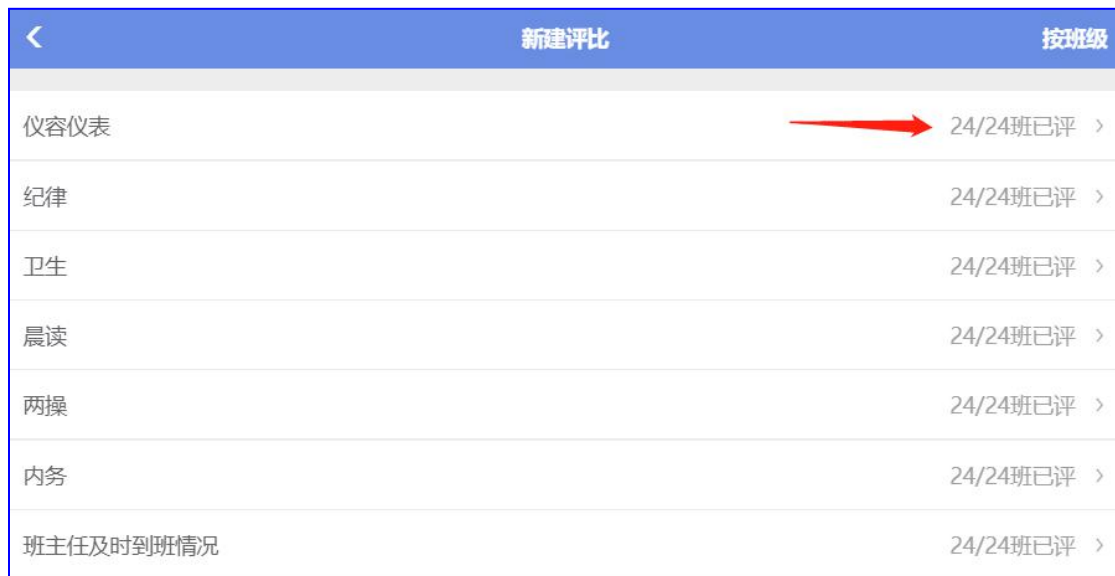 新建评比 按班级
仪容仪表 24/24班已评
纪律 24/24班已评
卫生 24/24班已评
晨读 24/24班已评
两操 24/24班已评
内务 24/24班已评
班主任及时到班情况 24/24班已评